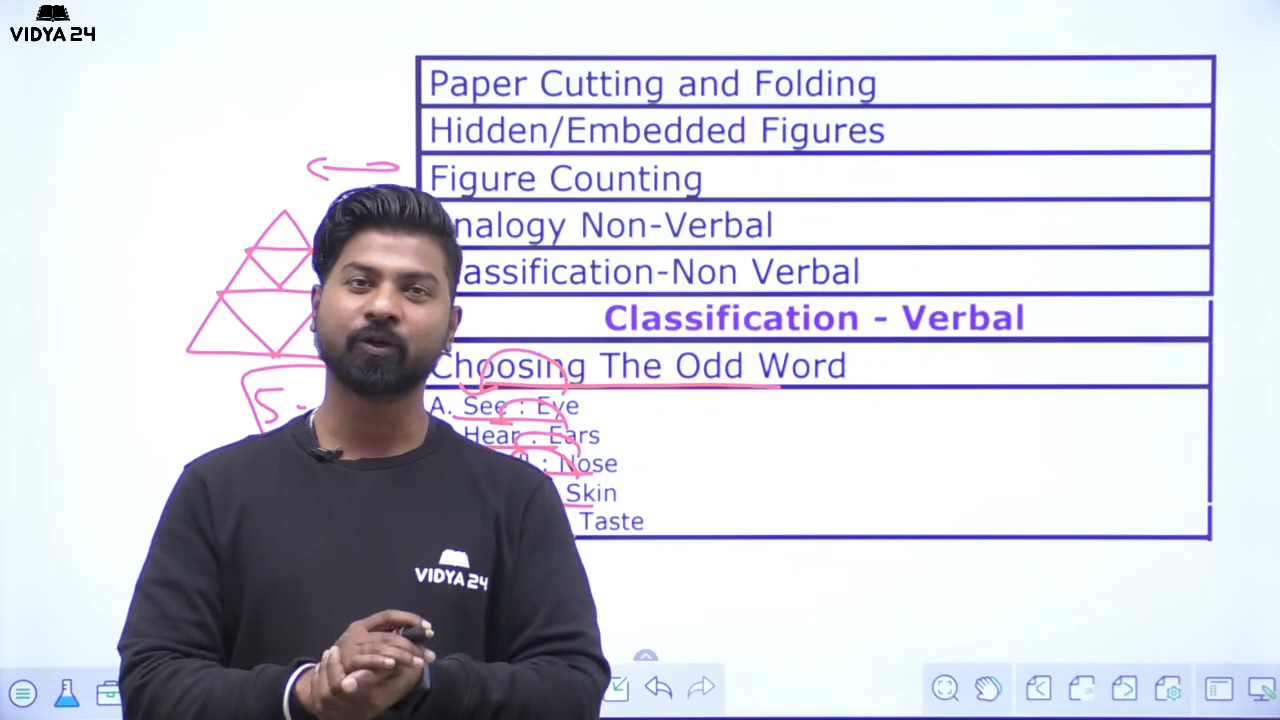 VIDYA 24
Paper Cutting and Folding
Hidden/Embedded Figures
Figure Counting
nalogy Non-Verbal
assification-Non Verbal
Classification - Verbal
Choosing The Odd Word
A. See : Eye
Hear : Ears
: Nose
Skin
Taste
5 -
VIDYA 24